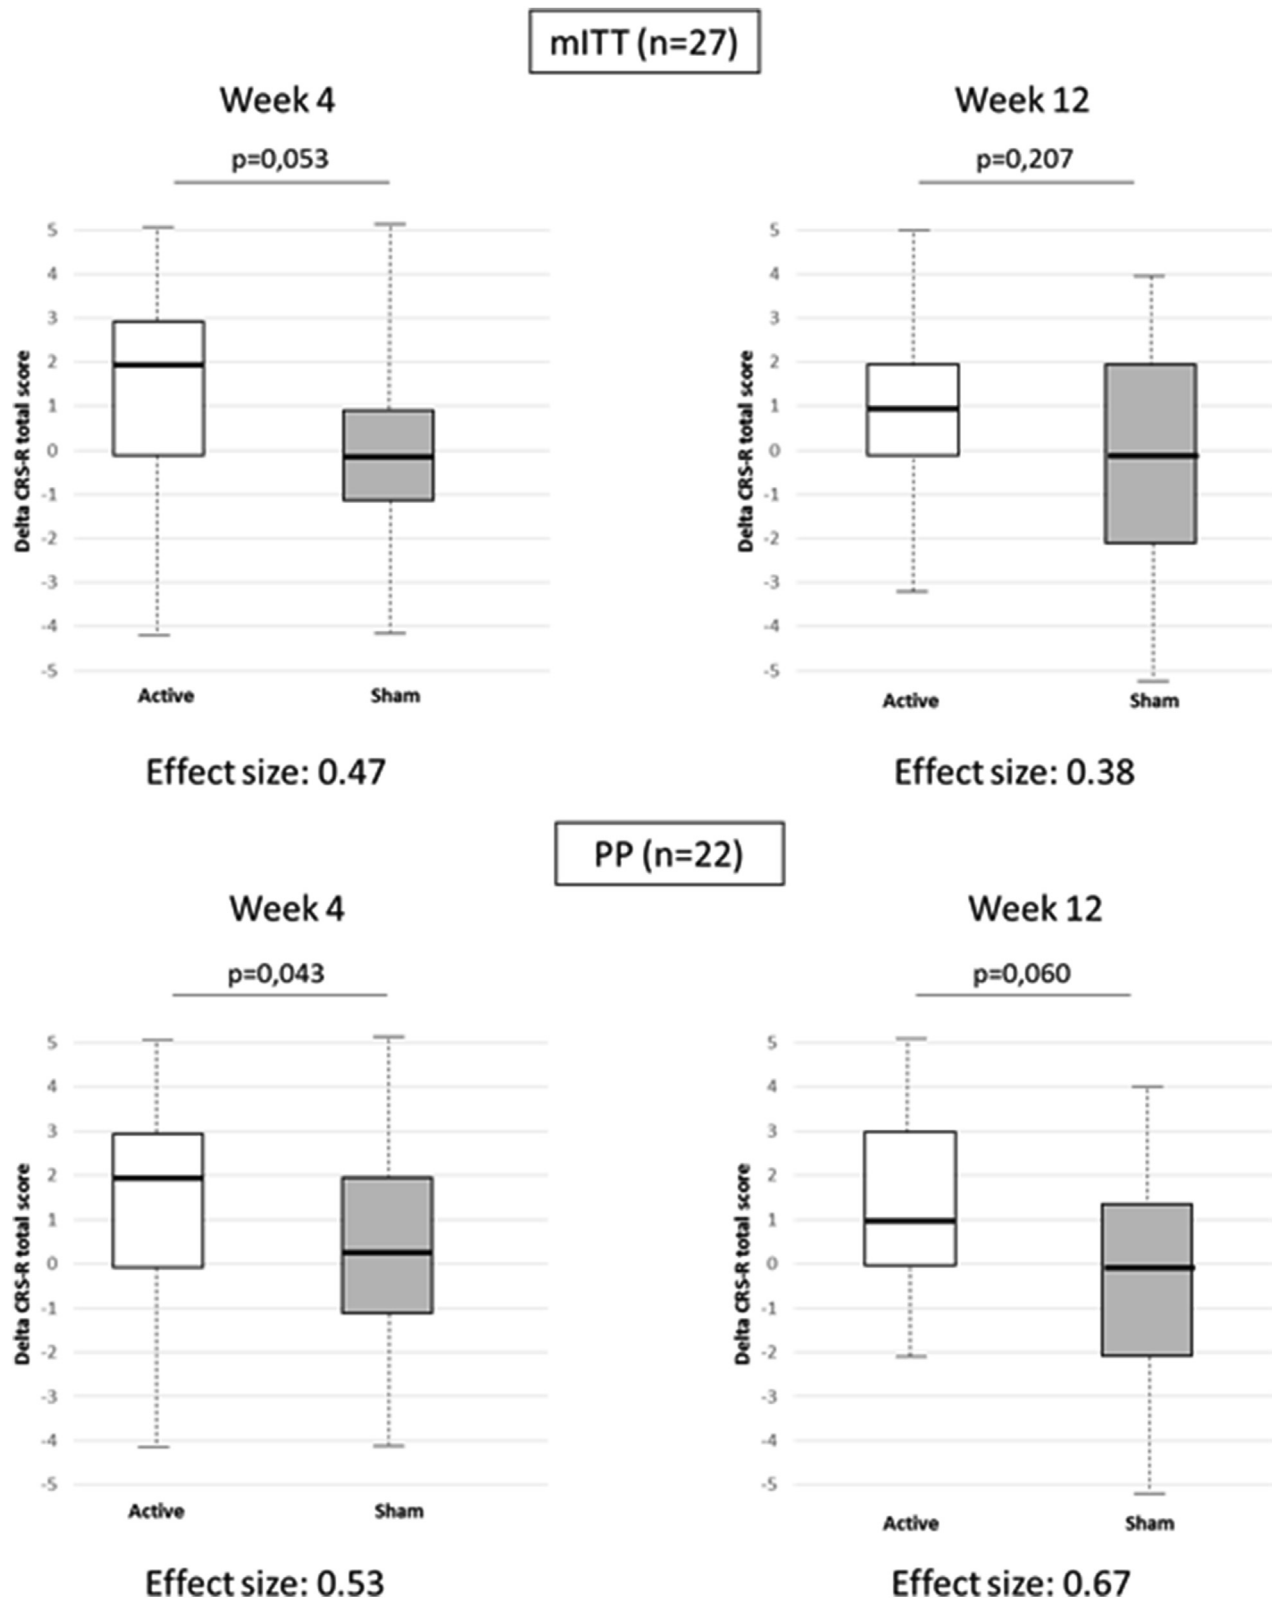 mITT (n=27)
Week 4
Week 12
p=0,053
p=0,207
Delta CRS-R total score
5
4
3
2
1
0
-1
-2
-3
-4
-5
Active
Sham
Delta CRS-R total score
5
4
3
2
1
0
-1
-2
-3
-4
-5
Active
Sham
Effect size: 0.47
Effect size: 0.38
PP (n=22)
Week 4
Week 12
p=0,043
p=0,060
Delta CRS-R total score
5
4
3
2
1
0
-1
-2
-3
-4
-5
Active
Sham
Delta CRS-R total score
5
4
3
2
1
0
-1
-2
-3
-4
-5
Active
Sham
Effect size: 0.53
Effect size: 0.67